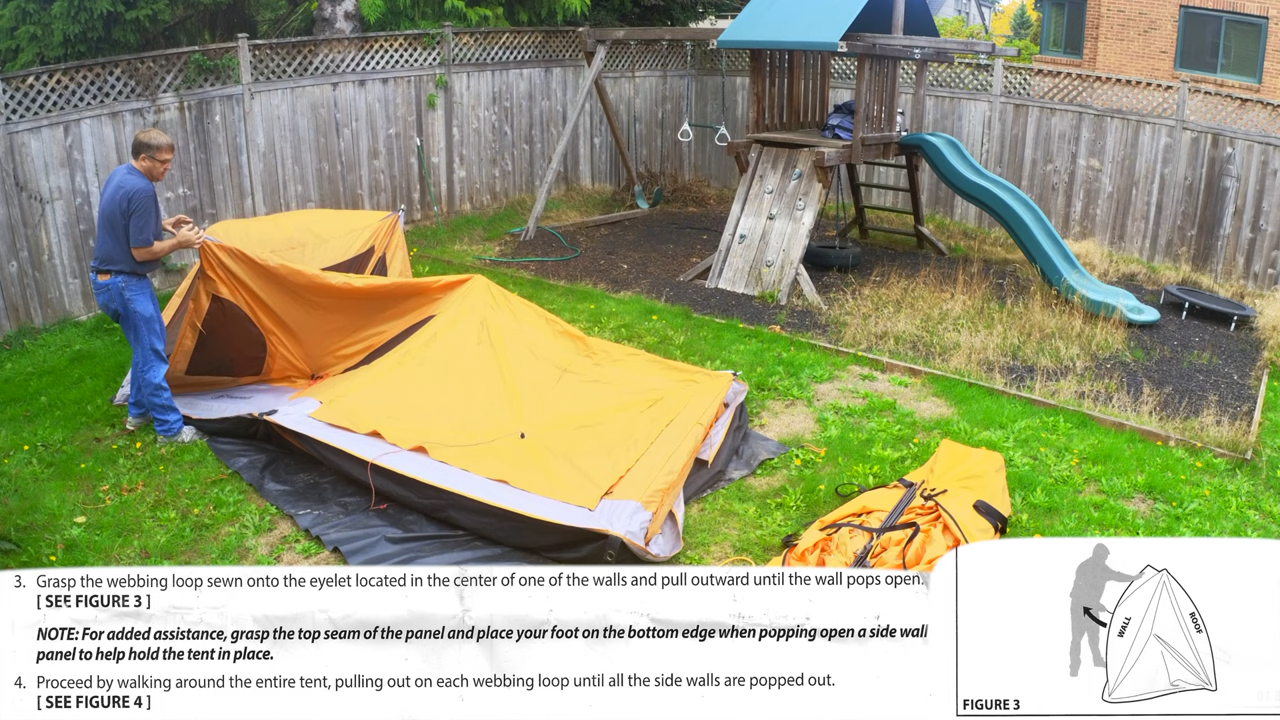 3. Grasp the webbing loop sewn onto the eyelet located in the center of one of the walls and pull outward until the wall pops open.
[ SEE FIGURE 3 ]
NOTE: For added assistance, grasp the top seam of the panel and place your foot on the bottom edge when popping open a side wall
panel to help hold the tent in place.
4. Proceed by walking around the entire tent, pulling out on each webbing loop until all the side walls are popped out.
[ SEE FIGURE 4 ]
WALL
ROOF
FIGURE 3